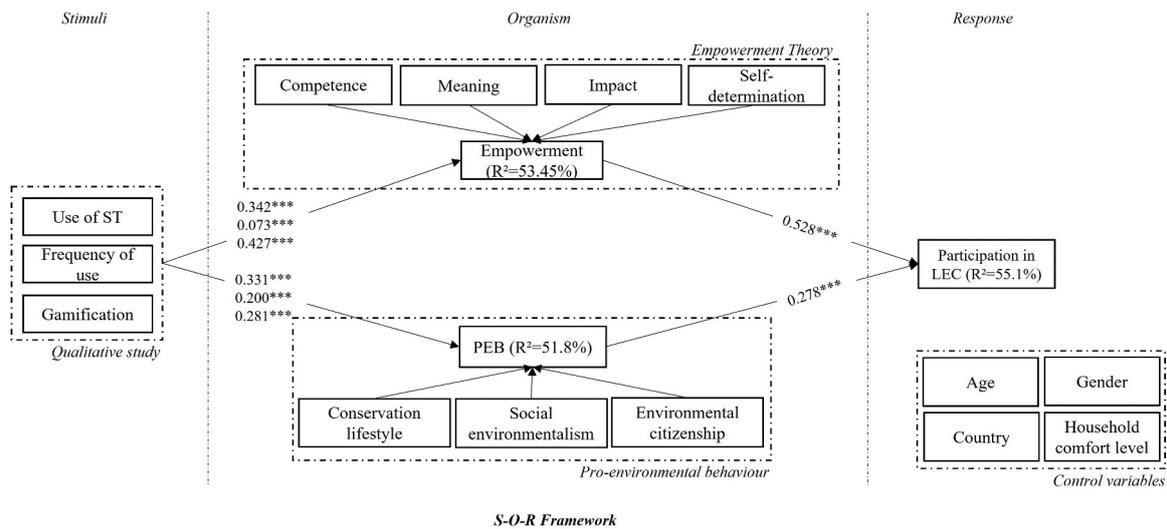 Stimuli
Organism
Response
Empowerment Theory
Competence
Meaning
Impact
Self-
determination
Empowerment
(R²=53.45%)
Use of ST
Frequency of
use
Gamification
Qualitative study
0.342***
0.073***
0.427***
0.331***
0.200***
0.281***
0.528***
0.278***
Participation in
LEC (R²=55.1%)
PEB (R²=51.8%)
Conservation
lifestyle
Social
environmentalism
Environmental
citizenship
Pro-environmental behaviour
Age
Gender
Country
Household
comfort level
Control variables
S-O-R Framework